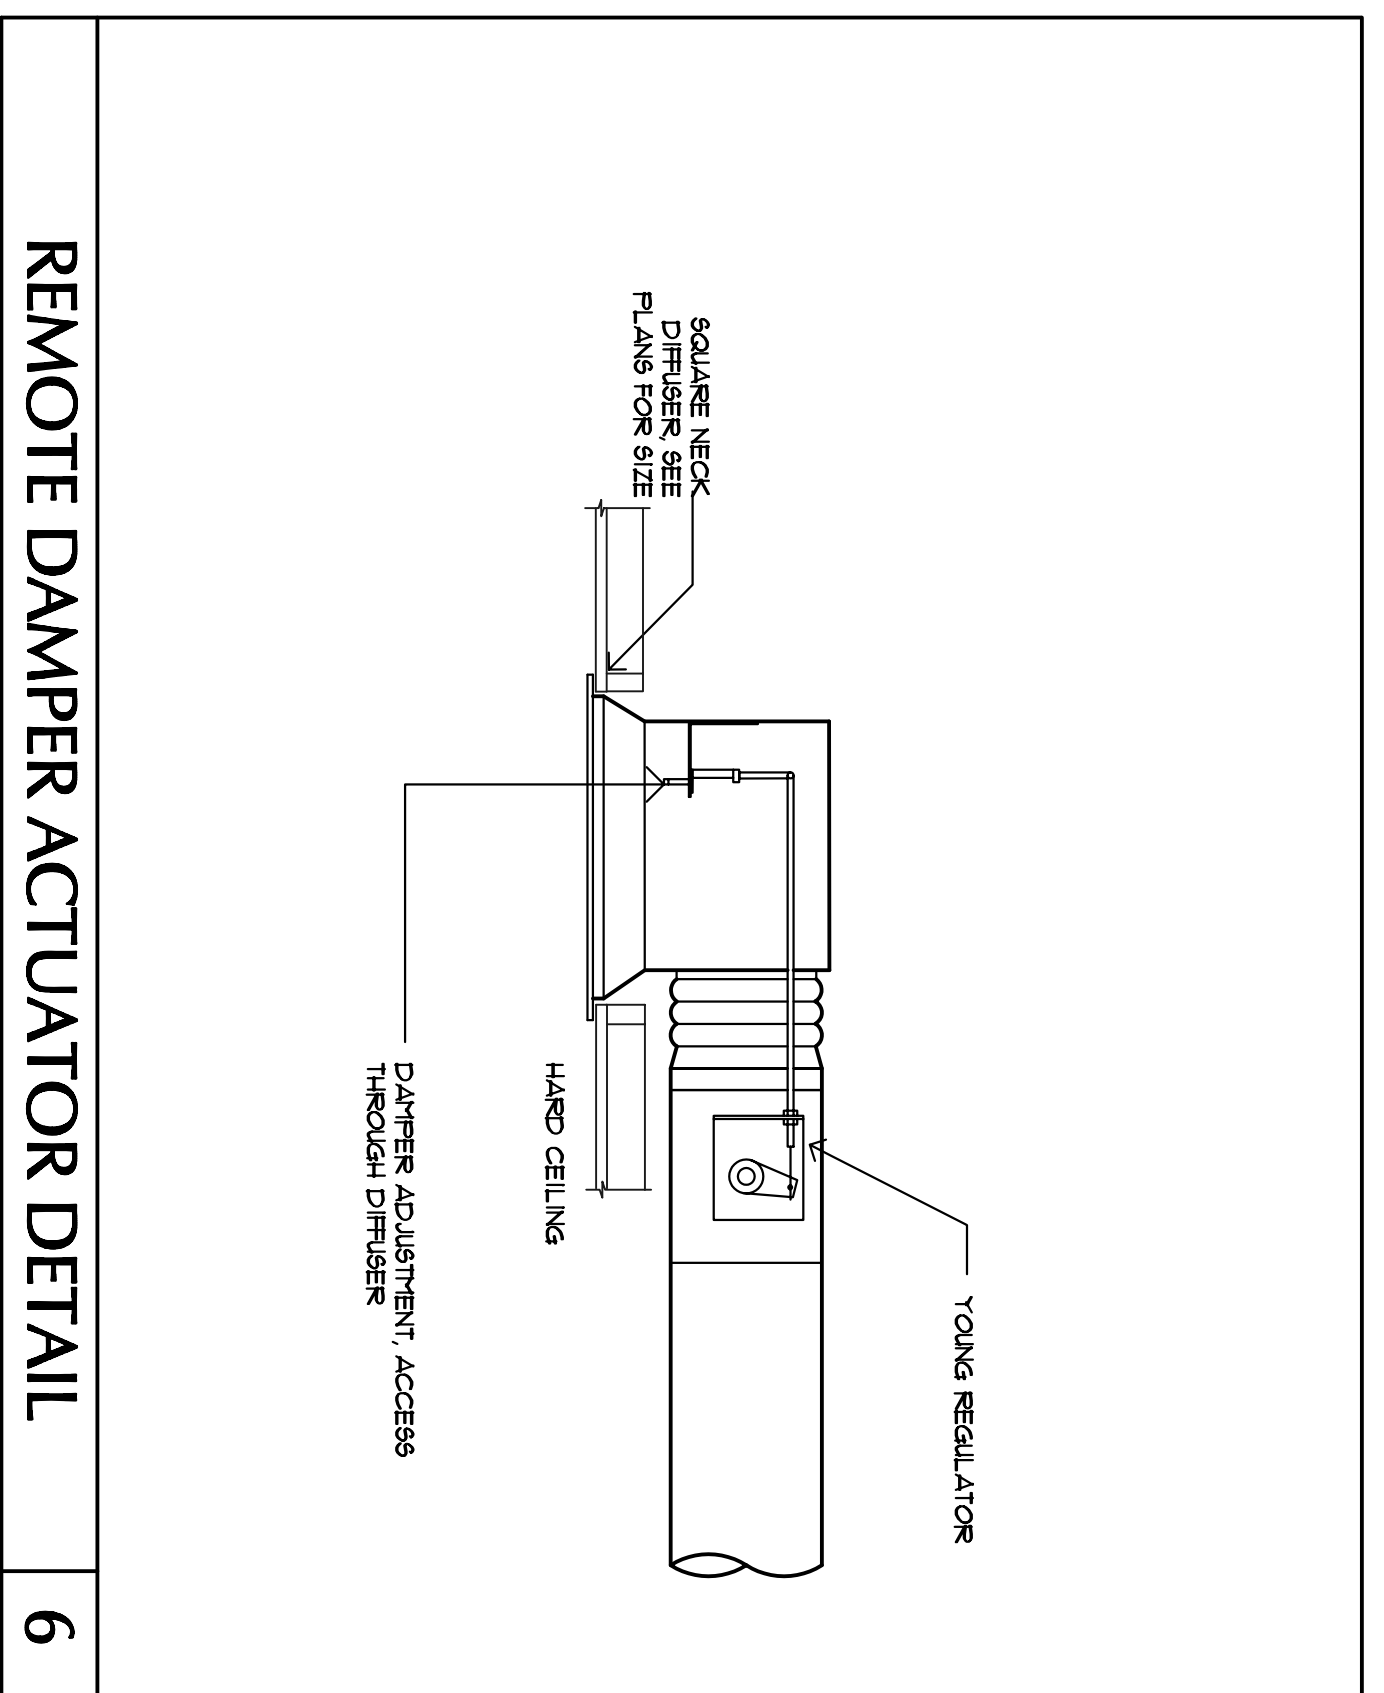 YOUNG REGULATOR
SQUARE NECK
DIFFUSER, SEE
PLANS FOR SIZE
HARD CEILING
DAMPER ADJUSTMENT, ACCESS
THROUGH DIFFUSER
REMOTE DAMPER ACTUATOR DETAIL
6